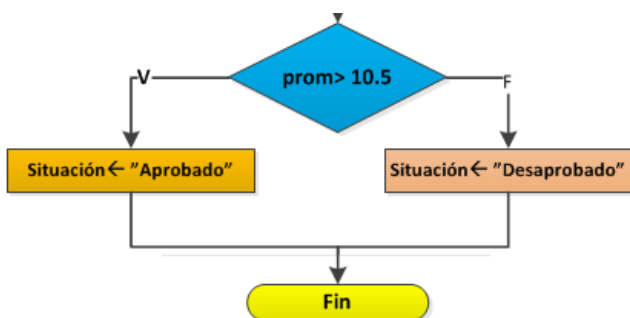 prom> 10.5
V
F
Situación← ”Aprobado”
Situación← ”Desaprobado”
Fin